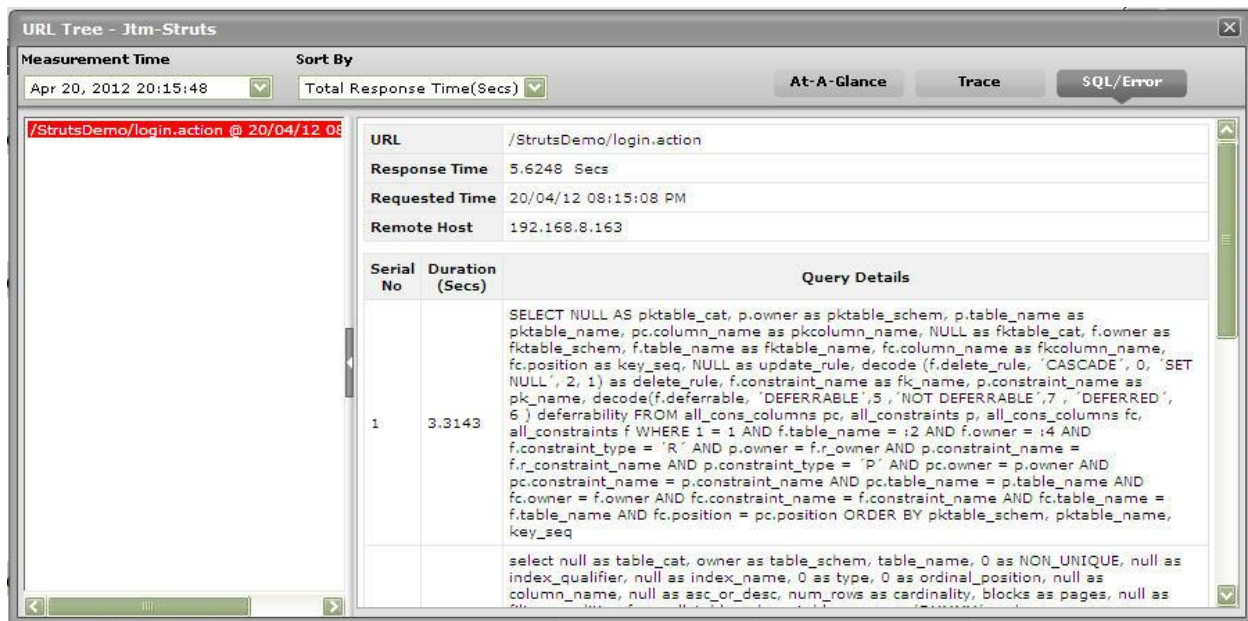 URL Tree - Jtm-Struts
Measurement Time
Sort By
Apr 20, 2012 20:15:48
Total Response Time(Secs)
At-A-Glance
Trace
SQL/Error
/StrutsDemo/login.action @ 20/04/12 08
URL
/StrutsDemo/login.action
Response Time
5.6248 Secs
Requested Time
20/04/12 08:15:08 PM
Remote Host
192.168.8.163
Serial No
Duration (Secs)
Query Details
1
3.3143
SELECT NULL AS pktable_cat, p.owner as pktable_schem, p.table_name as
pktable_name, pc.column_name as pkcolumn_name, NULL as fktable_cat, f.owner as
fktable_schem, f.table_name as fktable_name, fc.column_name as fkcolumn_name,
fc.position as key_seq, NULL as update_rule, decode (f.delete_rule, ´CASCADE´, 0, ´SET
NULL´, 2, 1) as delete_rule, f.constraint_name as fk_name, p.constraint_name as
pk_name, decode(f.deferrable, ´DEFERRABLE´,5 ,´NOT DEFERRABLE´,7 , ´DEFERRED´,
6 ) deferrability FROM all_cons_columns pc, all_constraints p, all_cons_columns fc,
all_constraints f WHERE 1 = 1 AND f.table_name = :2 AND f.owner = :4 AND
f.constraint_type = ´R´ AND p.owner = f.r_owner AND p.constraint_name =
f.r_constraint_name AND p.constraint_type = ´P´ AND pc.owner = p.owner AND
pc.constraint_name = p.constraint_name AND pc.table_name = p.table_name AND
fc.owner = f.owner AND fc.constraint_name = f.constraint_name AND fc.table_name =
f.table_name AND fc.position = pc.position ORDER BY pktable_schem, pktable_name,
key_seq
select null as table_cat, owner as table_schem, table_name, 0 as NON_UNIQUE, null as
index_qualifier, null as index_name, 0 as type, 0 as ordinal_position, null as
column_name, null as asc_or_desc, num_rows as cardinality, blocks as pages, null as